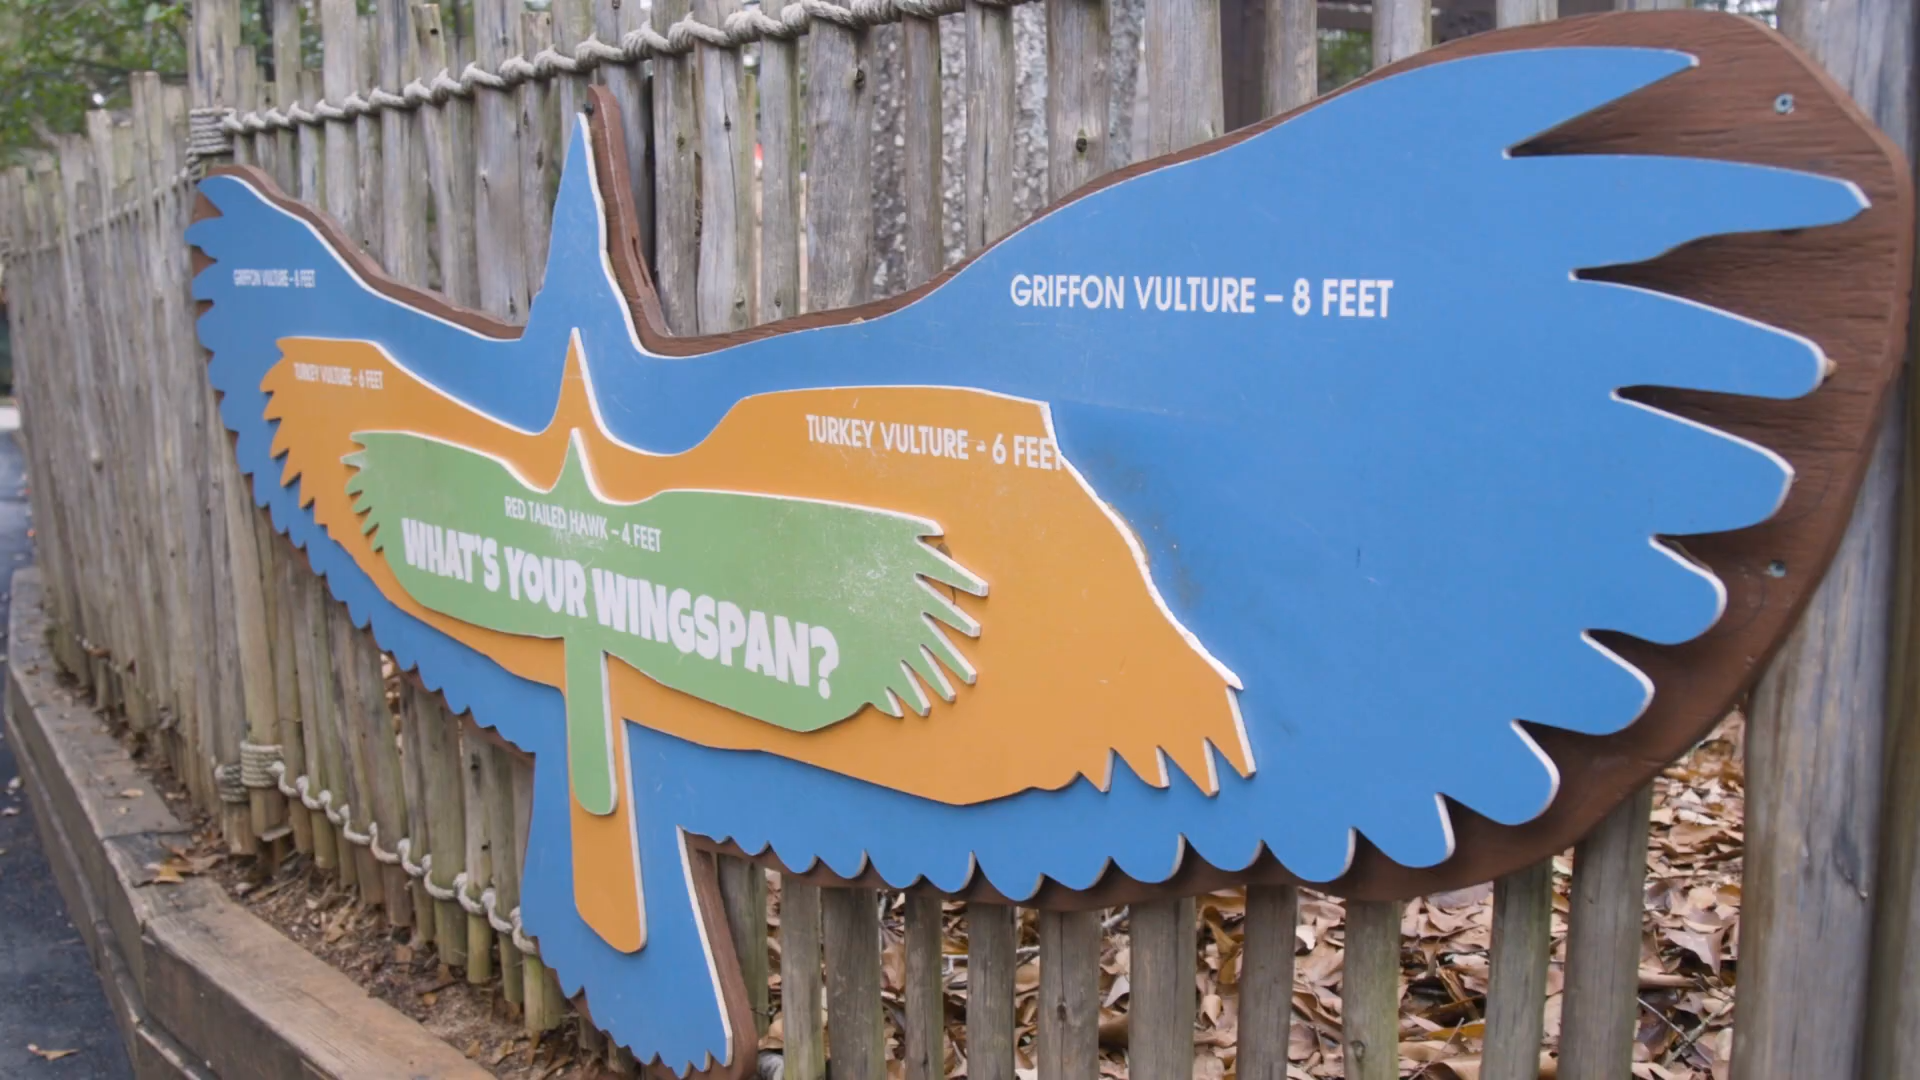 GRIFFON VULTURE – 8 FEET
GRIFFON VULTURE – 8 FEET
TURKEY VULTURE - 6 FEET
TURKEY VULTURE - 6 FEET
RED TAILED HAWK – 4 FEET
WHAT'S YOUR WINGSPAN?